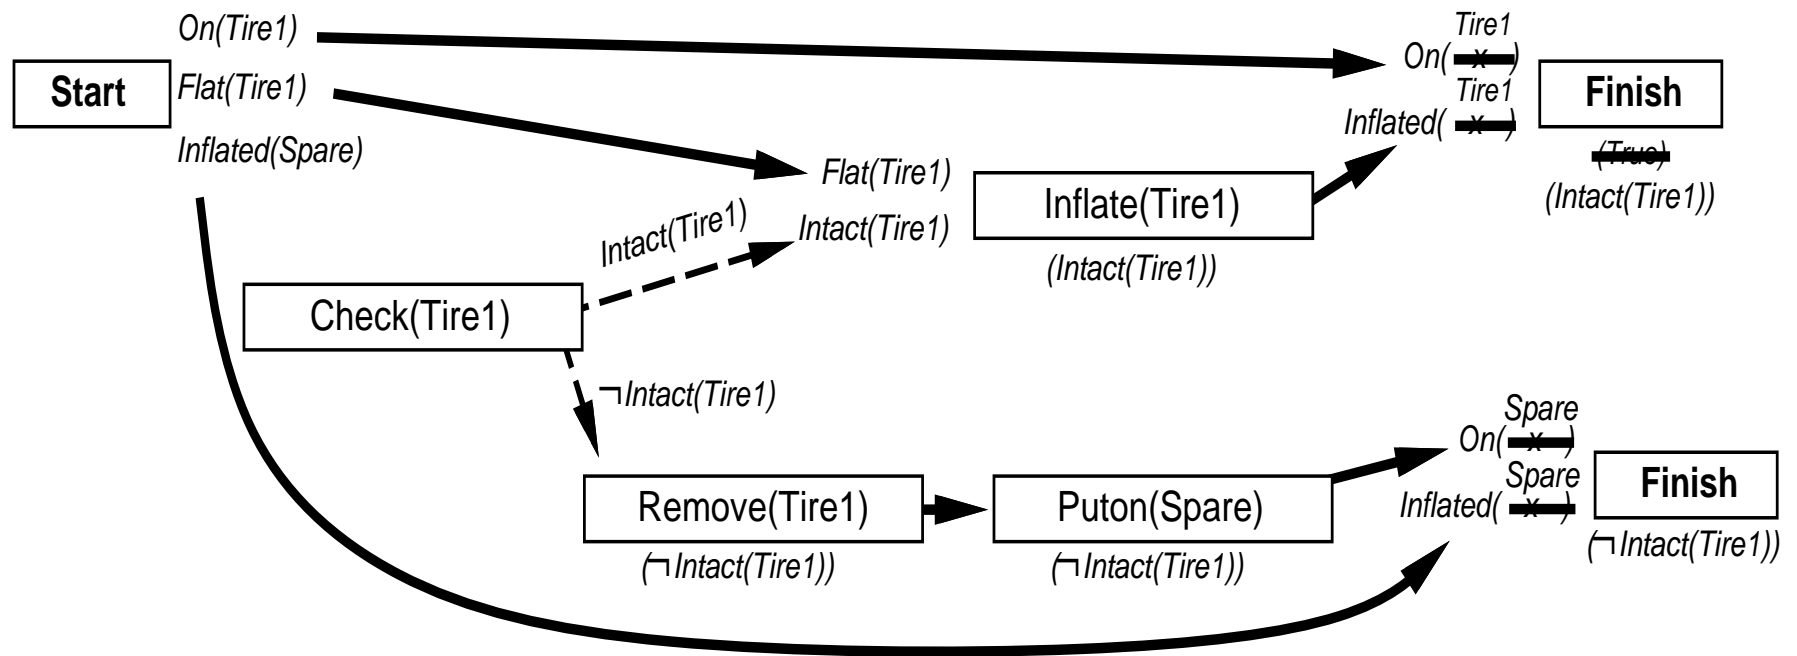 On(Tire1)
Start
Flat(Tire1)
Inflated(Spare)
Tire1
On( x )
Tire1
Inflated( x )
Finish
(True)
(Intact(Tire1))
Flat(Tire1)
Intact(Tire1)
Intact(Tire1)
Inflate(Tire1)
(Intact(Tire1))
Check(Tire1)
¬Intact(Tire1)
Remove(Tire1)
(¬Intact(Tire1))
Puton(Spare)
(¬Intact(Tire1))
Spare
On( x )
Spare
Inflated( x )
Finish
(¬Intact(Tire1))